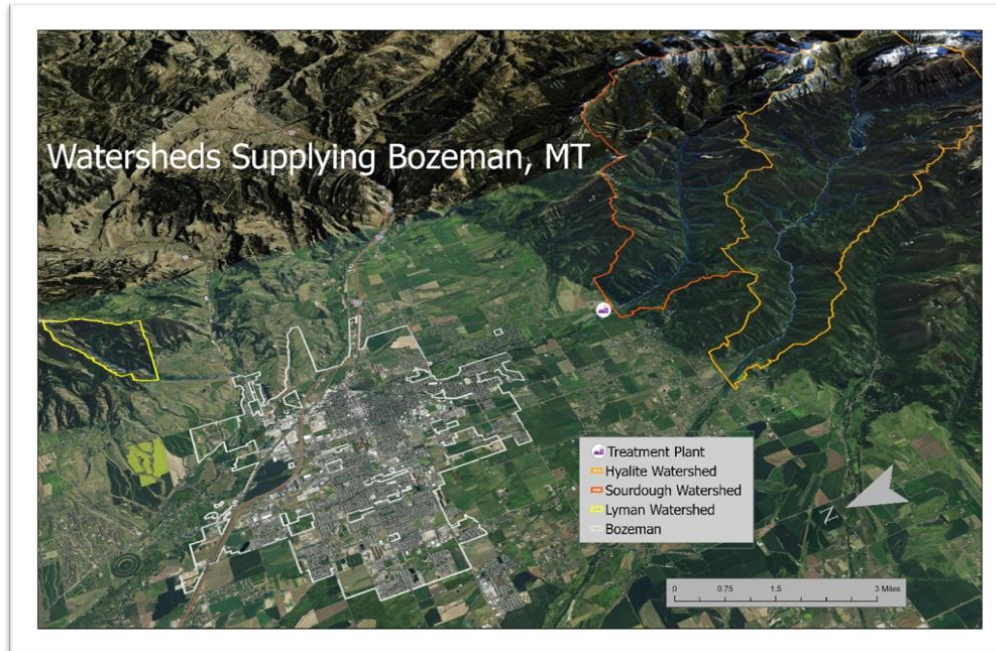 Watersheds Supplying Bozeman, MT
Treatment Plant
Hyalite Watershed
Sourdough Watershed
Lyman Watershed
Bozeman
N
0 0.75 1.5 3 Miles